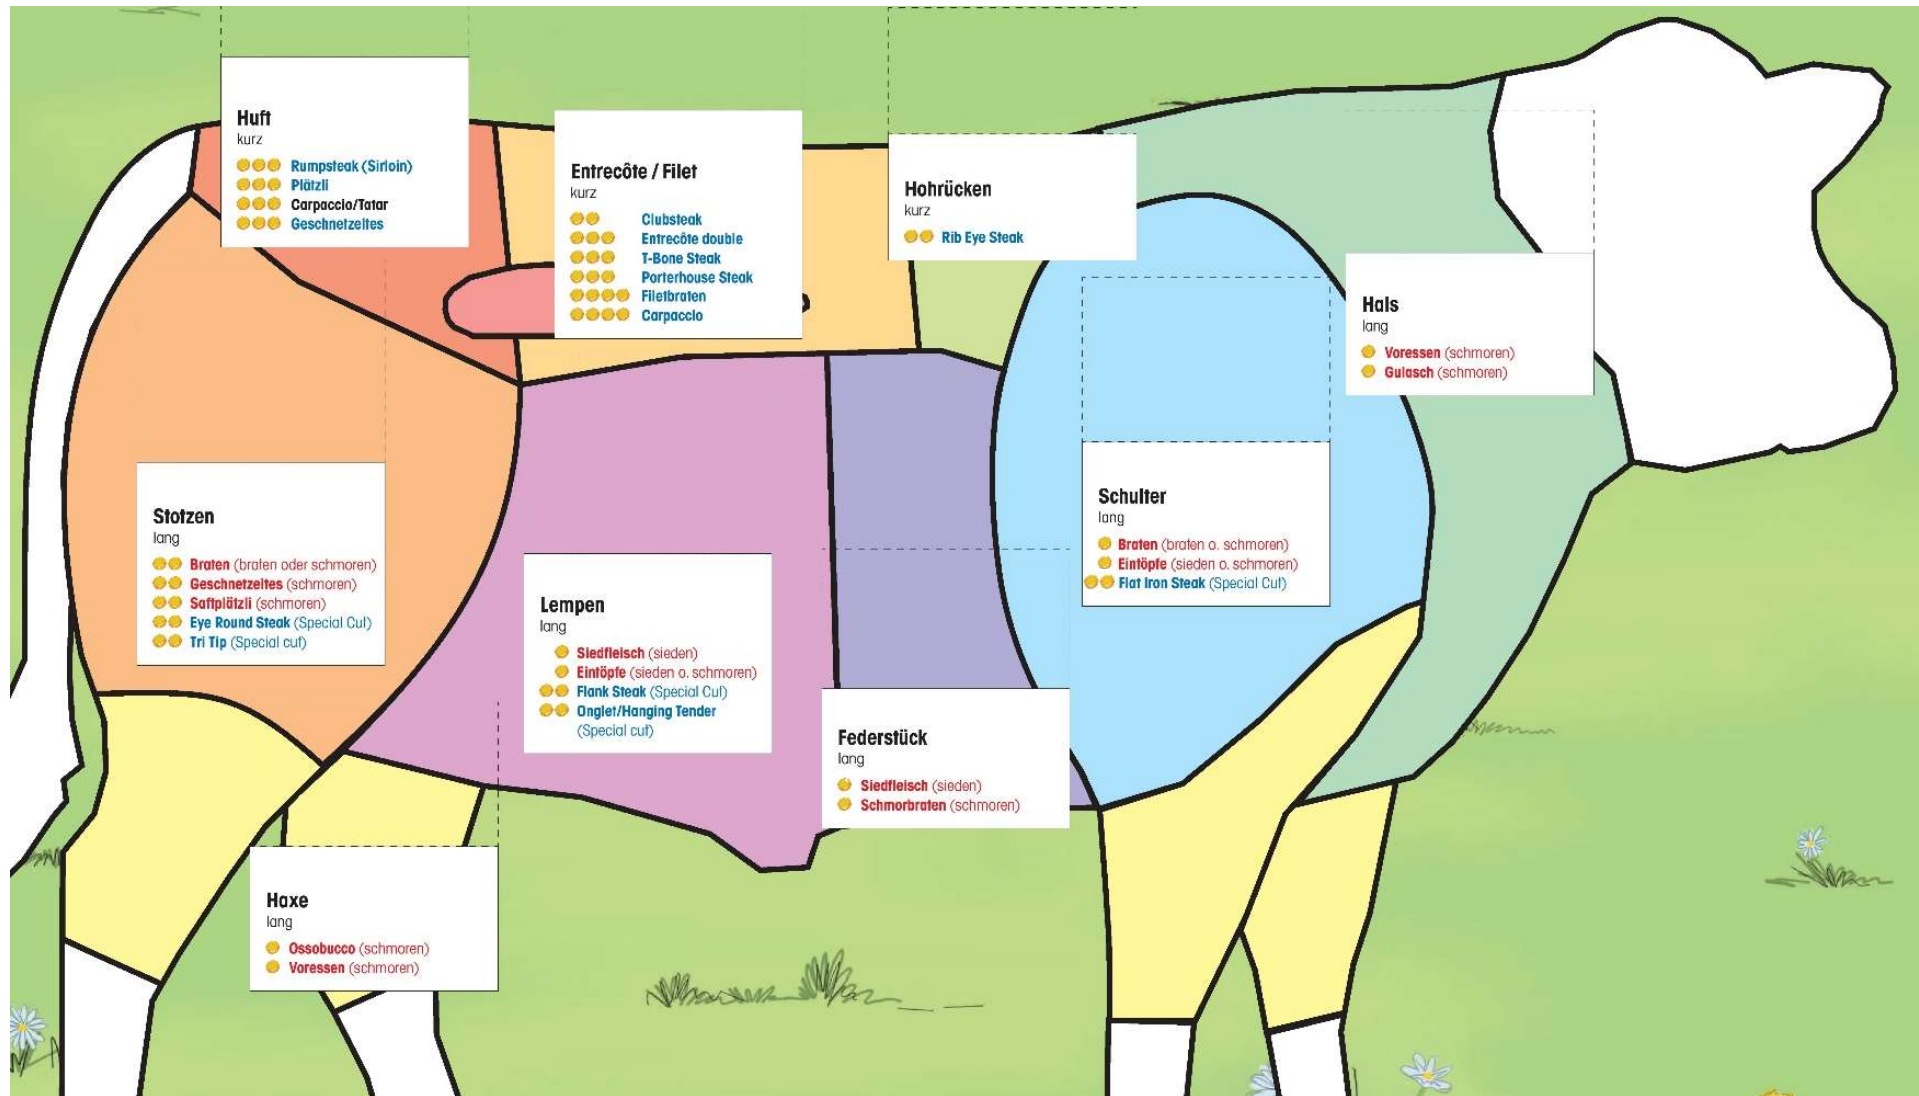 Huft
kurz
Rumpsteak (Sirloin)
Plätzli
Carpaccio/Tatar
Geschnetzeltes
Entrecôte / Filet
kurz
Clubsteak
Entrecôte double
T-Bone Steak
Porterhouse Steak
Filetbraten
Carpaccio
Hohrücken
kurz
Rib Eye Steak
Hals
lang
Voressen (schmoren)
Gulasch (schmoren)
Stotzen
lang
Braten (braten oder schmoren)
Geschnetzeltes (schmoren)
Saftplätzli (schmoren)
Eye Round Steak (Special Cut)
Tri Tip (Special cut)
Lempen
lang
Siedfleisch (sieden)
Eintöpfe (sieden o. schmoren)
Flank Steak (Special Cut)
Onglet/Hanging Tender
(Special cut)
Schulter
lang
Braten (braten o. schmoren)
Eintöpfe (sieden o. schmoren)
Flat Iron Steak (Special Cut)
Federstück
lang
Siedfleisch (sieden)
Schmorbraten (schmoren)
Haxe
lang
Ossobucco (schmoren)
Voressen (schmoren)